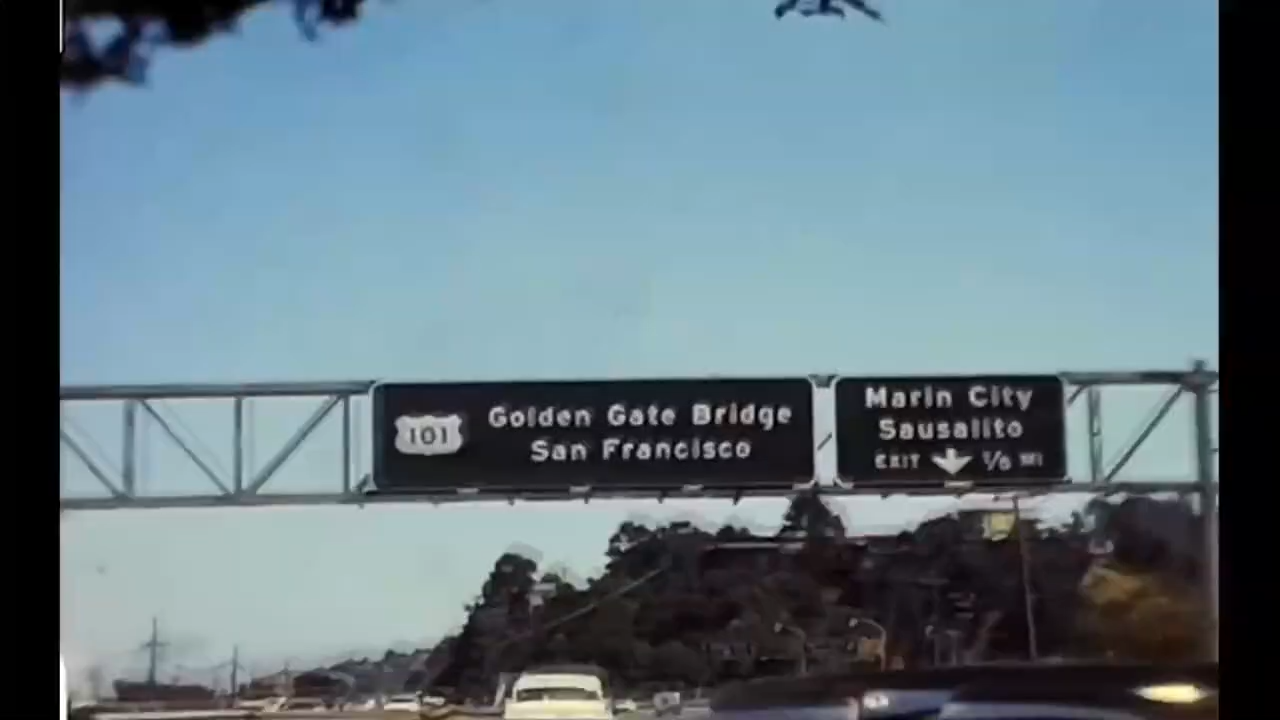 101
Golden Gate Bridge
San Francisco
Marin City
Sausalito
EXIT